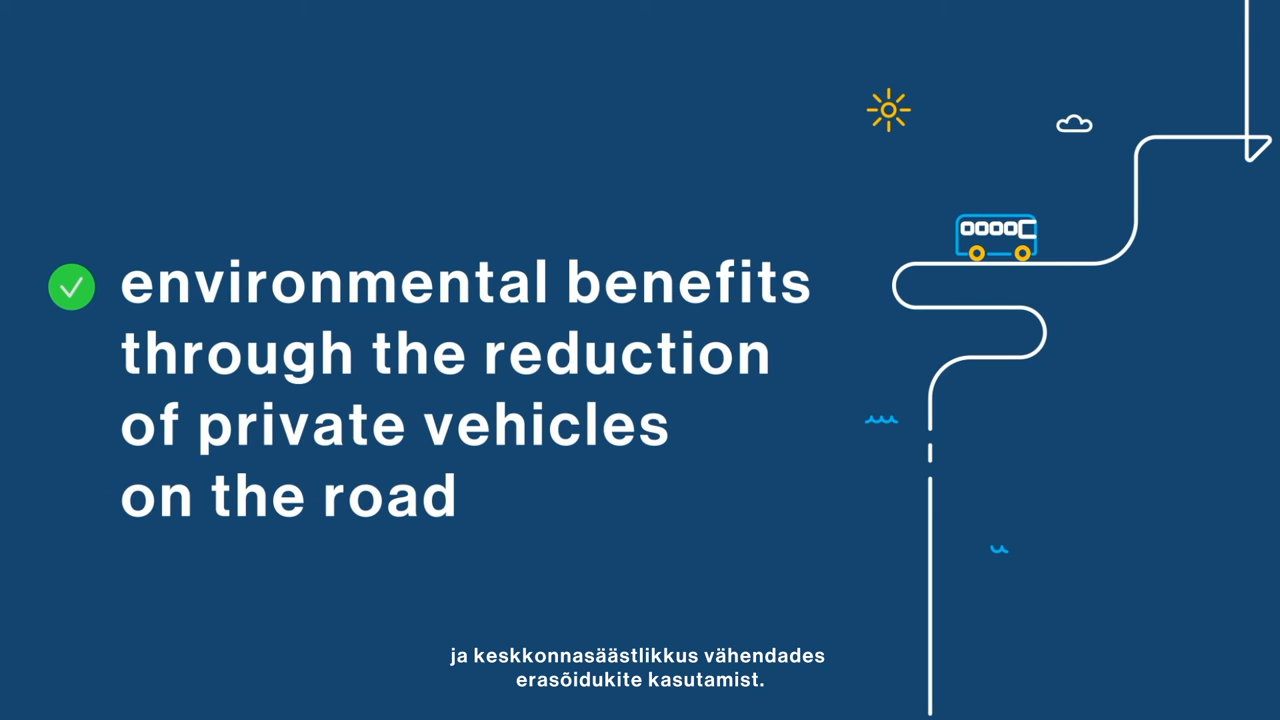 environmental benefits
through the reduction
of private vehicles
on the road
ja keskkonnasäästlikkus vähendades
erasõidukite kasutamist.